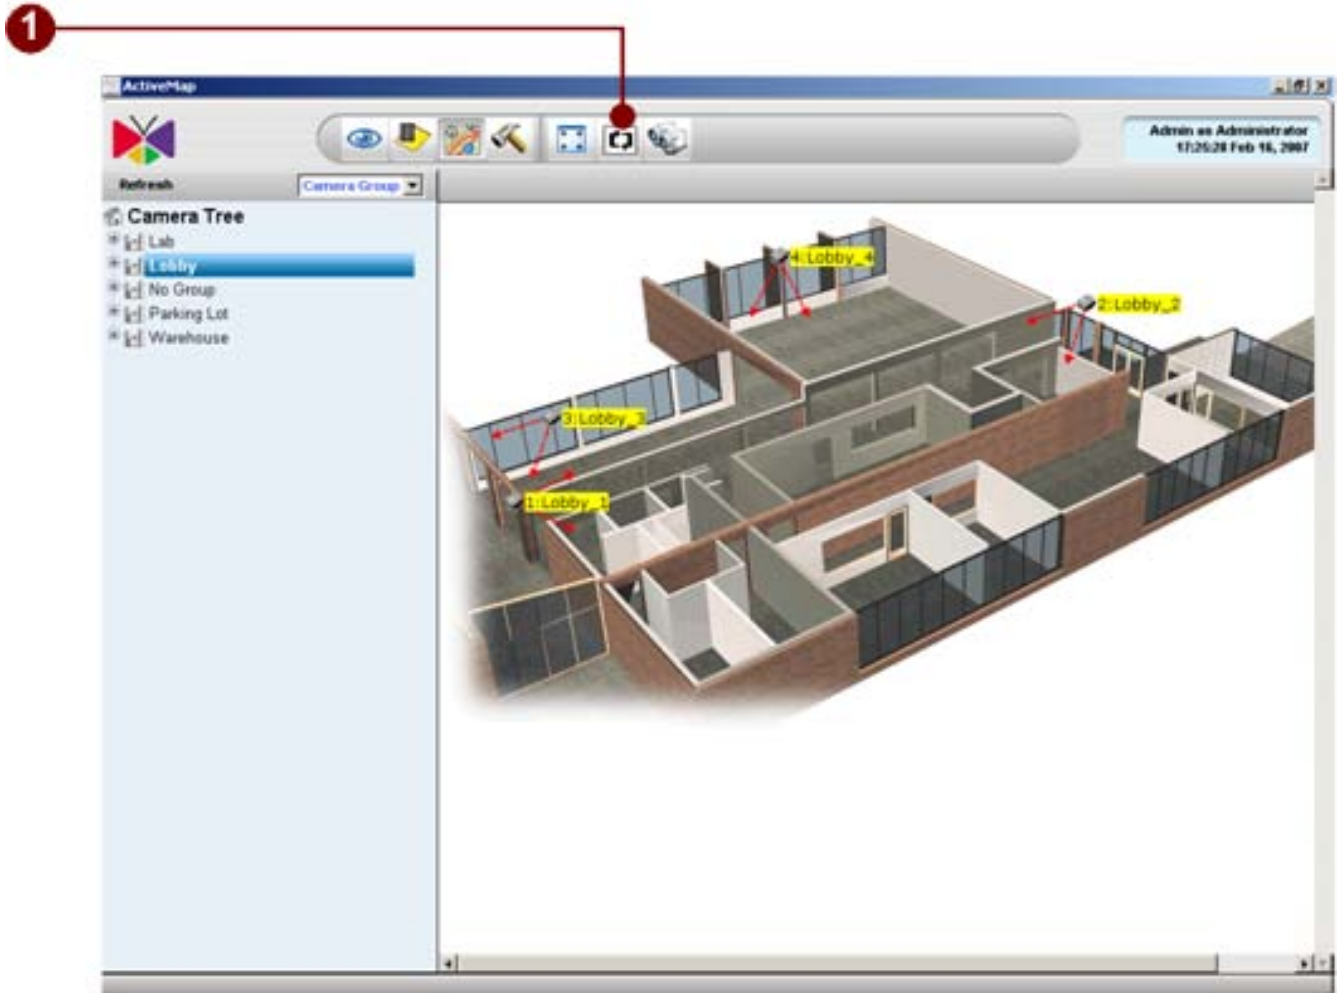 1
ActiveMap
Admin as Administrator
17:25:28 Feb 16, 2007
Refresh
Camera Group
Camera Tree
Lab
Lobby
No Group
Parking Lot
Warehouse
4:Lobby_4
2:Lobby_2
3:Lobby_3
1:Lobby_1